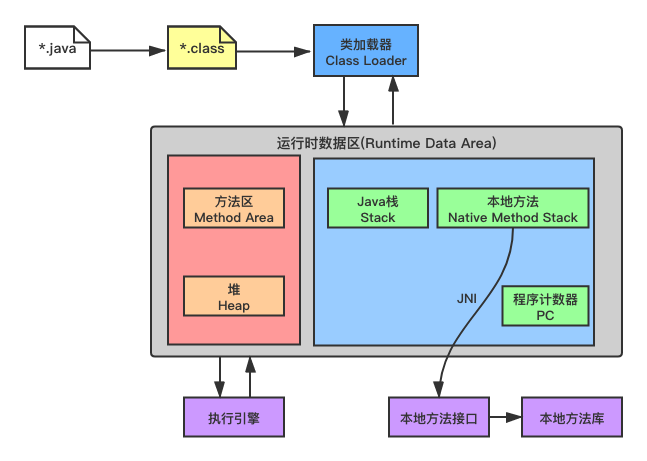 *.java
*.class
类加载器
Class Loader
运行时数据区(Runtime Data Area)
方法区
Method Area
Java栈
Stack
本地方法
Native Method Stack
堆
Heap
JNI
程序计数器
PC
执行引擎
本地方法接口
本地方法库